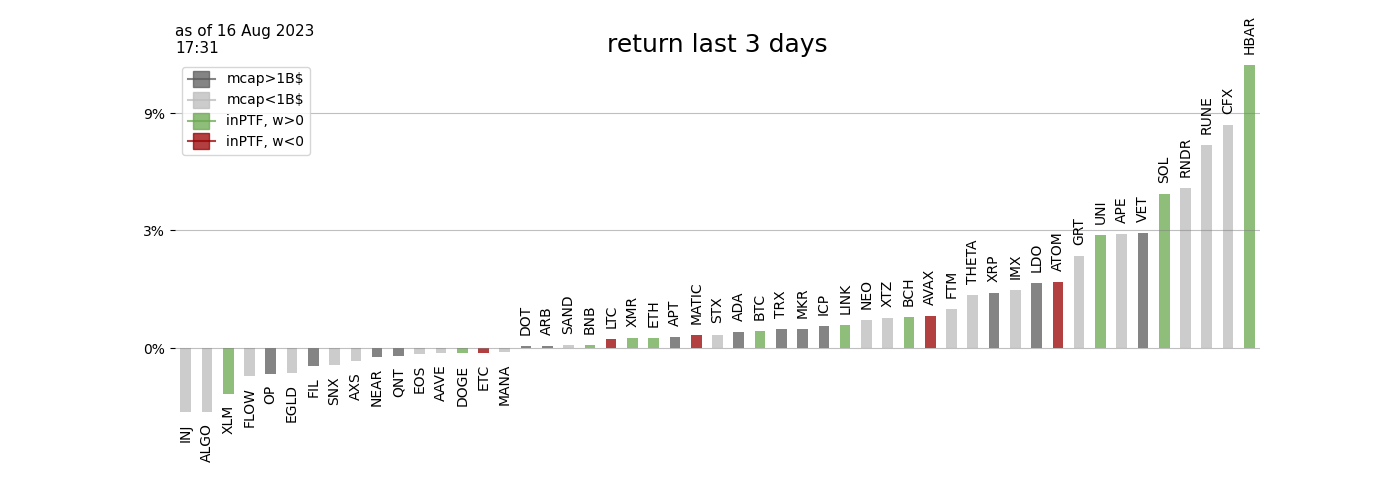 as of 16 Aug 2023
17:31
return last 3 days
mcap>1B$
mcap<1B$
inPTF, w>0
inPTF, w<0
9%
3%
0%
INJ
ALGO
XLM
FLOW
OP
EGLD
FIL
SNX
AXS
NEAR
QNT
EOS
AAVE
DOGE
ETC
MANA
DOT
ARB
SAND
BNB
LTC
XMR
ETH
APT
MATIC
STX
ADA
BTC
TRX
MKR
ICP
LINK
NEO
XTZ
BCH
AVAX
FTM
THETA
XRP
IMX
LDO
ATOM
GRT
UNI
APE
VET
SOL
RNDR
RUNE
CFX
HBAR